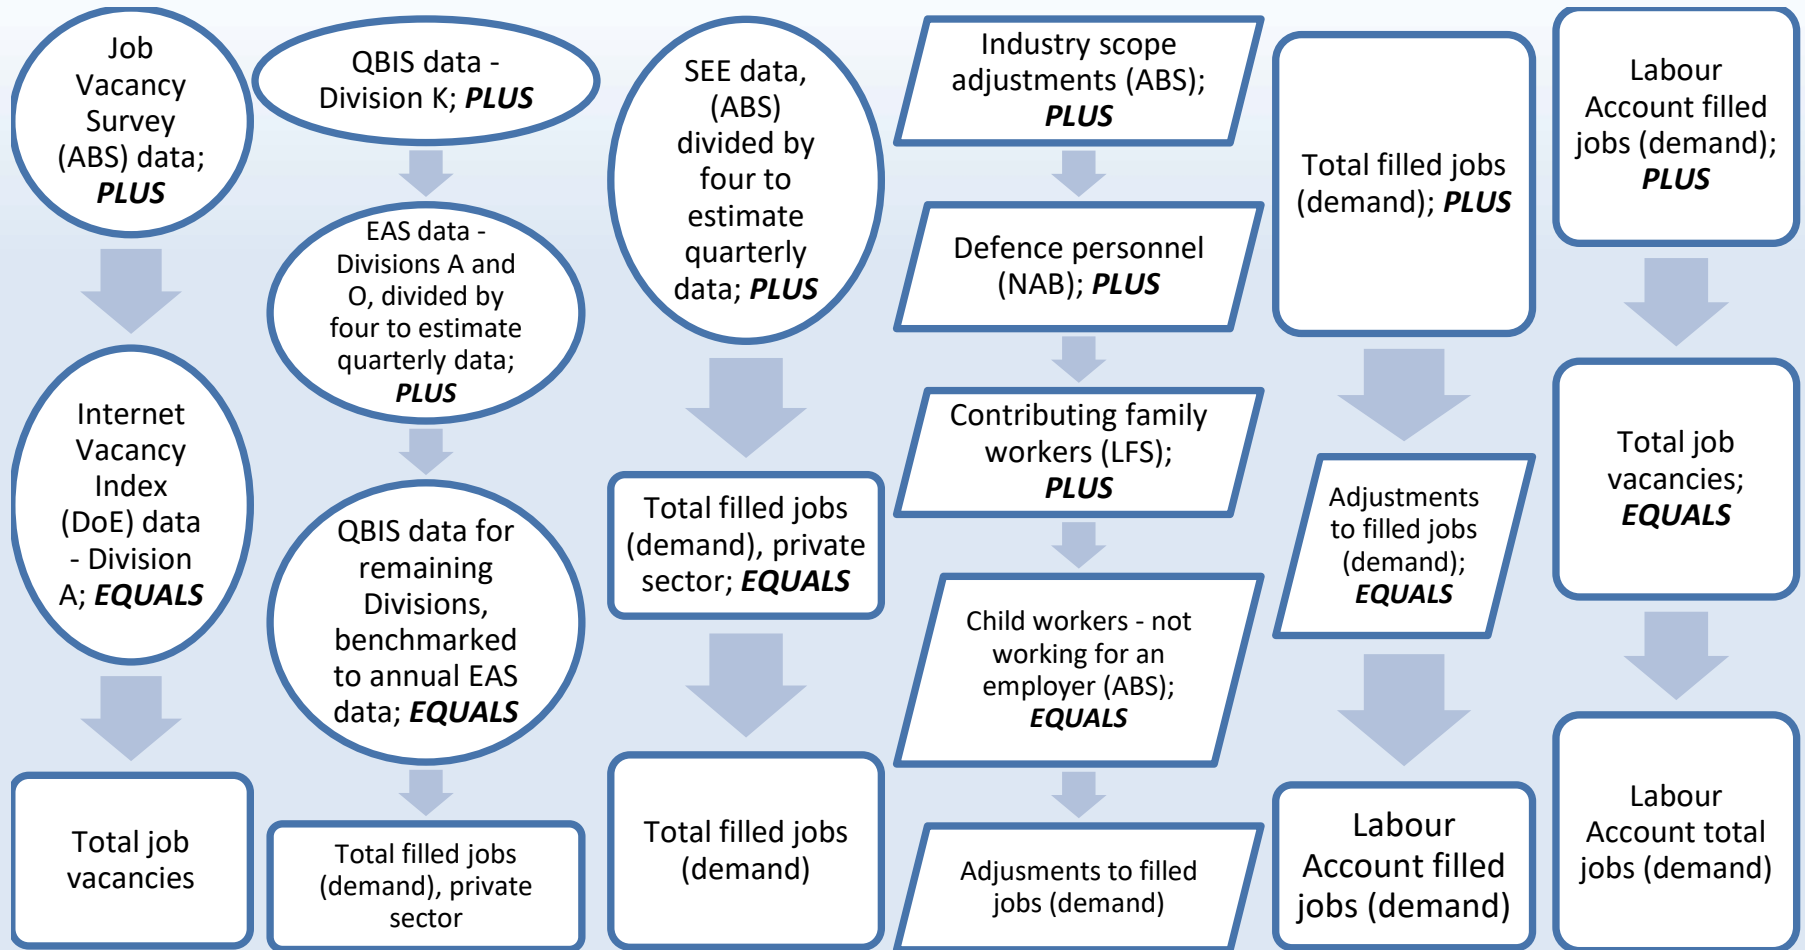 Job
Vacancy
Survey
(ABS) data;
PLUS
Internet
Vacancy
Index
(DoE) data
- Division
A; EQUALS
Total job
vacancies
QBIS data -
Division K; PLUS
EAS data -
Divisions A and
O, divided by
four to estimate
quarterly data;
PLUS
QBIS data for
remaining
Divisions,
benchmarked
to annual EAS
data; EQUALS
Total filled jobs
(demand), private
sector
SEE data,
(ABS)
divided by
four to
estimate
quarterly
data; PLUS
Total filled jobs
(demand), private
sector; EQUALS
Total filled jobs
(demand)
Industry scope
adjustments (ABS);
PLUS
Defence personnel
(NAB); PLUS
Contributing family
workers (LFS);
PLUS
Child workers - not
working for an
employer (ABS);
EQUALS
Adjusments to filled
jobs (demand)
Total filled jobs
(demand); PLUS
Adjustments
to filled jobs
(demand);
EQUALS
Labour
Account filled
jobs (demand)
Labour
Account filled
jobs (demand);
PLUS
Total job
vacancies;
EQUALS
Labour
Account total
jobs (demand)